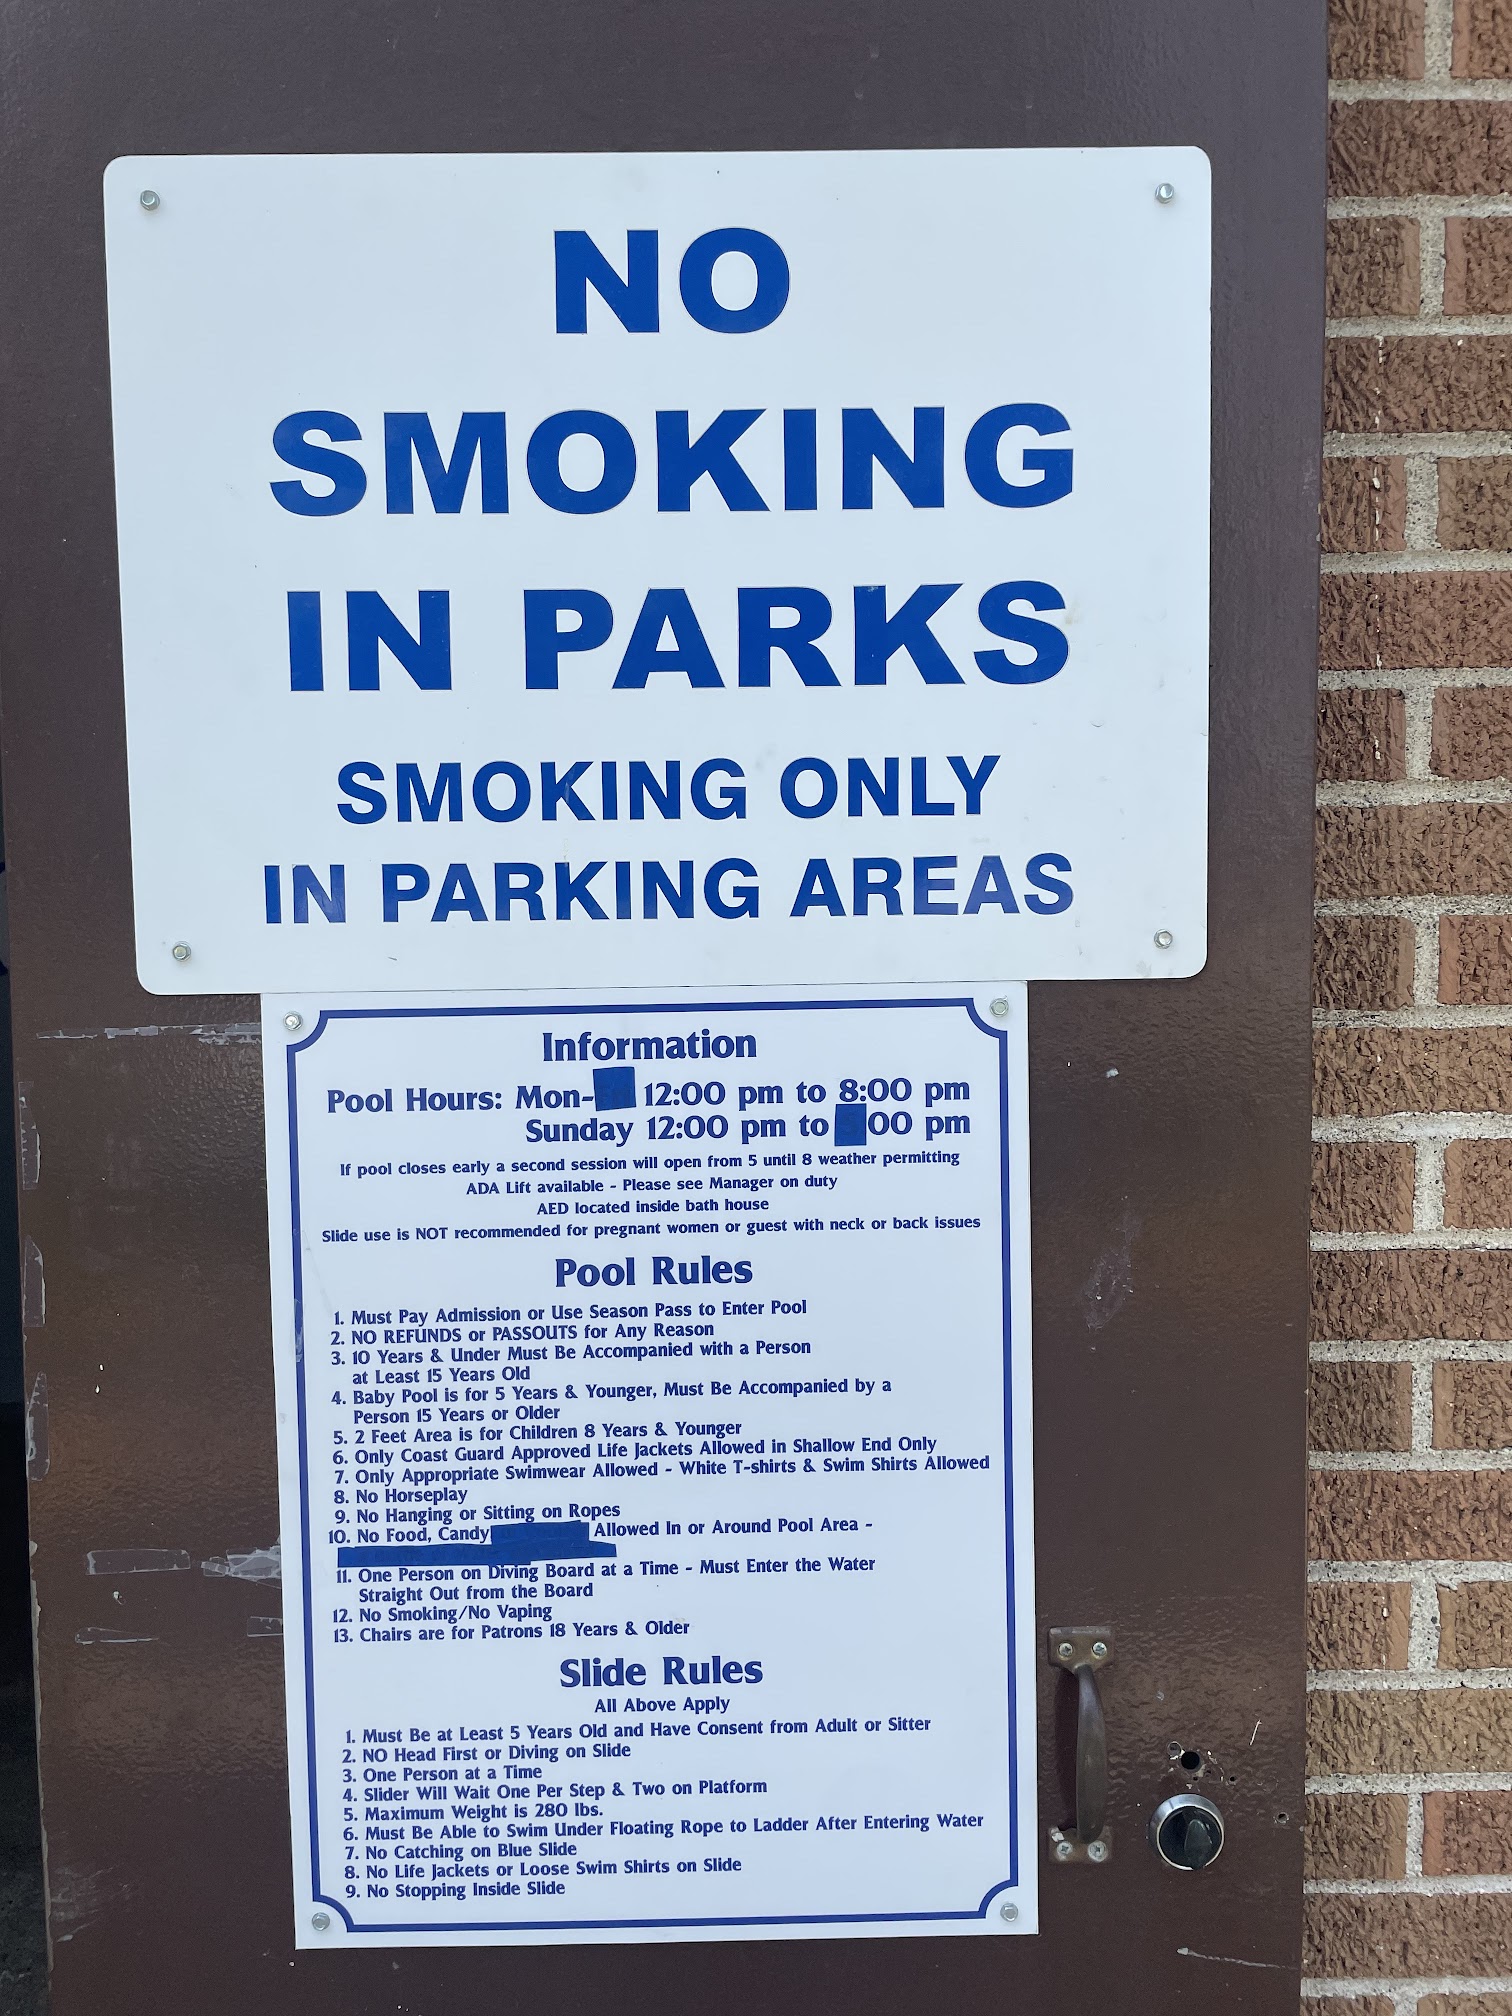 NO
SMOKING
IN PARKS
SMOKING ONLY
IN PARKING AREAS
Information
Pool Hours: Mon- 12:00 pm to 8:00 pm
Sunday 12:00 pm to :00 pm
If pool closes early a second session will open from 5 until 8 weather permitting
ADA Lift available - Please see Manager on duty
AED located inside bath house
Slide use is NOT recommended for pregnant women or guest with neck or back issues
Pool Rules
1. Must Pay Admission or Use Season Pass to Enter Pool
2. NO REFUNDS or PASSOUTS for Any Reason
3. 10 Years & Under Must Be Accompanied with a Person
at Least 15 Years Old
4. Baby Pool is for 5 Years & Younger, Must Be Accompanied by a
Person 15 Years or Older
5. 2 Feet Area is for Children 8 Years & Younger
6. Only Coast Guard Approved Life Jackets Allowed in Shallow End Only
7. Only Appropriate Swimwear Allowed - White T-shirts & Swim Shirts Allowed
8. No Horseplay
9. No Hanging or Sitting on Ropes
10. No Food, Candy Allowed In or Around Pool Area -
11. One Person on Diving Board at a Time - Must Enter the Water
Straight Out from the Board
12. No Smoking/No Vaping
13. Chairs are for Patrons 18 Years & Older
Slide Rules
All Above Apply
1. Must Be at Least 5 Years Old and Have Consent from Adult or Sitter
2. NO Head First or Diving on Slide
3. One Person at a Time
4. Slider Will Wait One Per Step & Two on Platform
5. Maximum Weight is 280 lbs.
6. Must Be Able to Swim Under Floating Rope to Ladder After Entering Water
7. No Catching on Blue Slide
8. No Life Jackets or Loose Swim Shirts on Slide
9. No Stopping Inside Slide